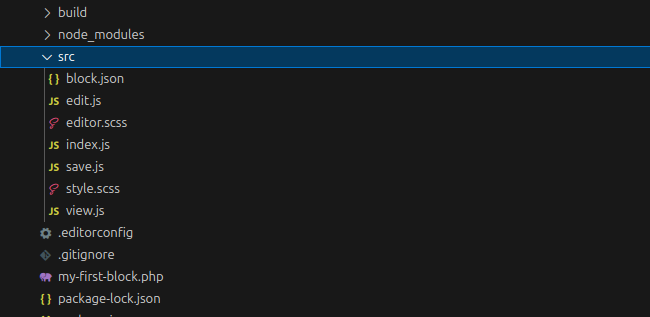 build
node_modules
src
{ } block.json
JS edit.js
editor.scss
JS index.js
JS save.js
style.scss
JS view.js
.editorconfig
.gitignore
my-first-block.php
{ } package-lock.json